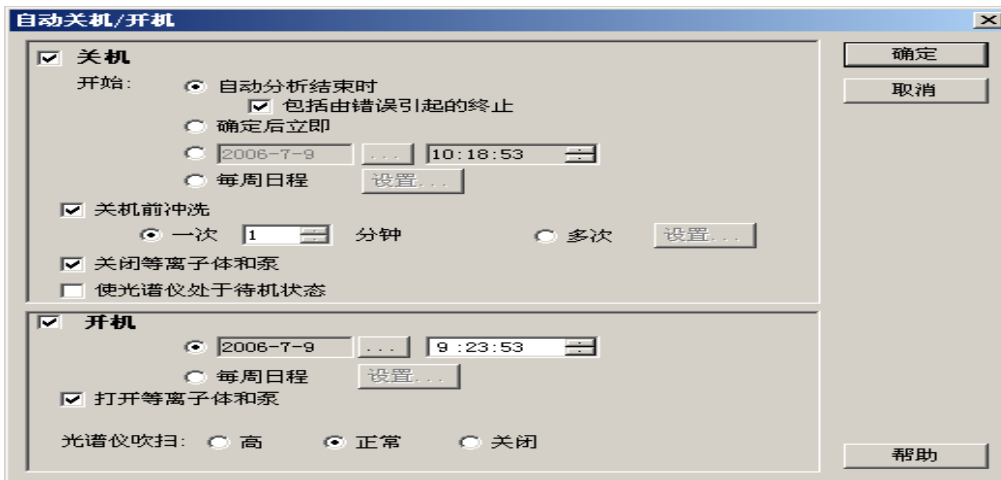 自动关机/开机
关机
确定
开始: 自动分析结束时
取消
包括由错误引起的终止
确定后立即
2006-7-9 ... 10:18:53
每周日程 设置...
关机前冲洗
一次 1 分钟 多次 设置...
关闭等离子体和泵
使光谱仪处于待机状态
开机
2006-7-9 ... 9 :23:53
每周日程 设置...
打开等离子体和泵
光谱仪吹扫: 高 正常 关闭
帮助